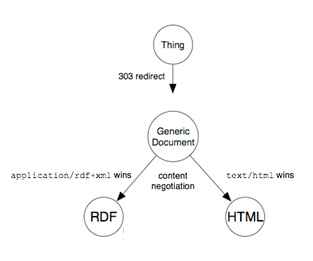 Thing
303 redirect
Generic
Document
application/rdf+xml wins
content
negotiation
text/html wins
RDF
HTML